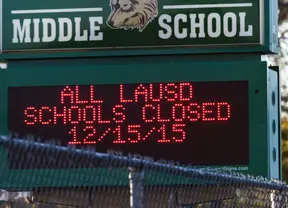 MIDDLE SCHOOL
ALL LAUSD
SCHOOLS CLOSED
12/15/15